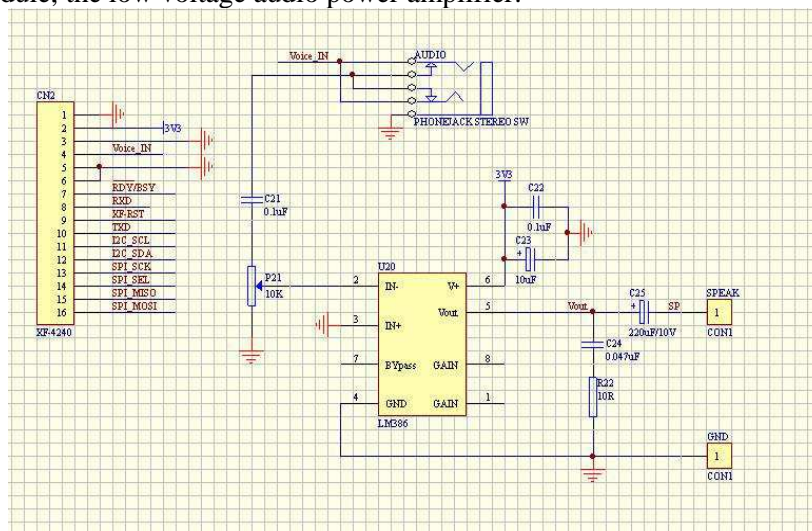 dule, the low voltage audio power amplifier.
Voice_IN
AUDIO
PHONEJACK STEREO SW
CN2
1
2
3V3
3
4
Voice_IN
5
6
7
RDY/BSY
8
RXD
9
XF-RST
10
TXD
11
I2C_SCL
12
I2C_SDA
13
SPI_SCK
14
SPI_SEL
15
SPI_MISO
16
SPI_MOSI
XF-4240
C21
0.1uF
P21
10K
3V3
C22
0.1uF
C23
+
10uF
U20
2
IN-
V+
6
3
IN+
Vout
5
7
BYpass
GAIN
8
4
GND
GAIN
1
LM386
Vout
C25
+
220uF/10V
SP
SPEAK
1
CON1
C24
0.047uF
R22
10R
GND
1
CON1